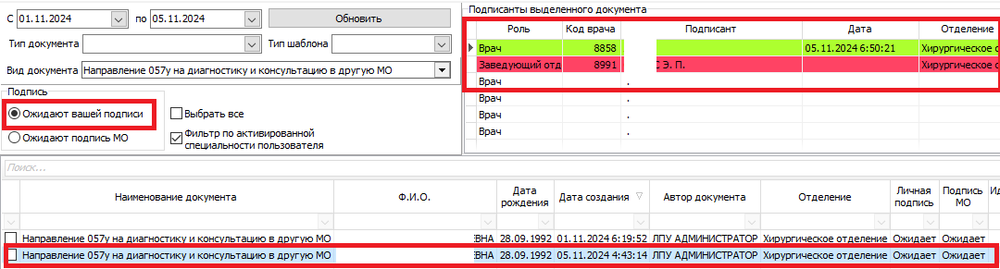 С 01.11.2024 по 05.11.2024 Обновить
Тип документа Тип шаблона
Вид документа Направление 057у на диагностику и консультацию в другую МО
Подпись
Ожидают вашей подписи Выбрать все
Ожидают подпись МО Фильтр по активированной специальности пользователя
Подписанты выделенного документа
Роль Код врача Подписант Дата Отделение
Врач 8858 05.11.2024 6:50:21 Хирургическое о
Заведующий отд 8991 С Э. П. Хирургическое о
Врач .
Врач .
Врач .
Врач .
Поиск...
Наименование документа Ф.И.О. Дата рождения Дата создания Автор документа Отделение Личная подпись Подпись МО Ид
Направление 057у на диагностику и консультацию в другую МО ЕВНА 28.09.1992 01.11.2024 6:19:52 ЛПУ АДМИНИСТРАТОР Хирургическое отделение Ожидает Ожидает
Направление 057у на диагностику и консультацию в другую МО ВНА 28.09.1992 05.11.2024 4:43:14 ЛПУ АДМИНИСТРАТОР Хирургическое отделение Ожидает Ожидает